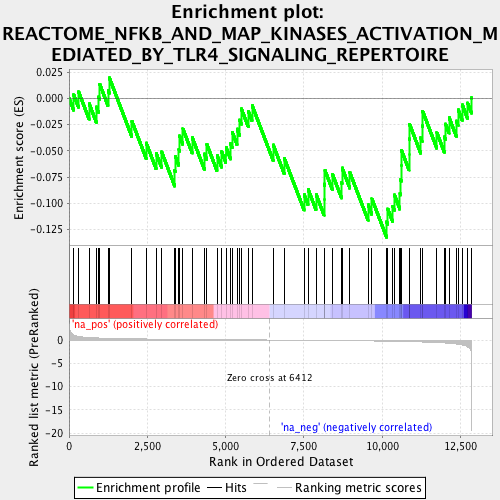 Enrichment plot:
REACTOME_NFKB_AND_MAP_KINASES_ACTIVATION_M
EDIATED_BY_TLR4_SIGNALING_REPERTOIRE
Enrichment score (ES)
0.025
0.000
-0.025
-0.050
-0.075
-0.100
-0.125
'na_pos' (positively correlated)
Ranked list metric (PreRanked)
0
-5
-10
-15
-20
Zero cross at 6412
'na_neg' (negatively correlated)
0
2,500
5,000
7,500
10,000
12,500
Rank in Ordered Dataset
Enrichment profile
Hits
Ranking metric scores